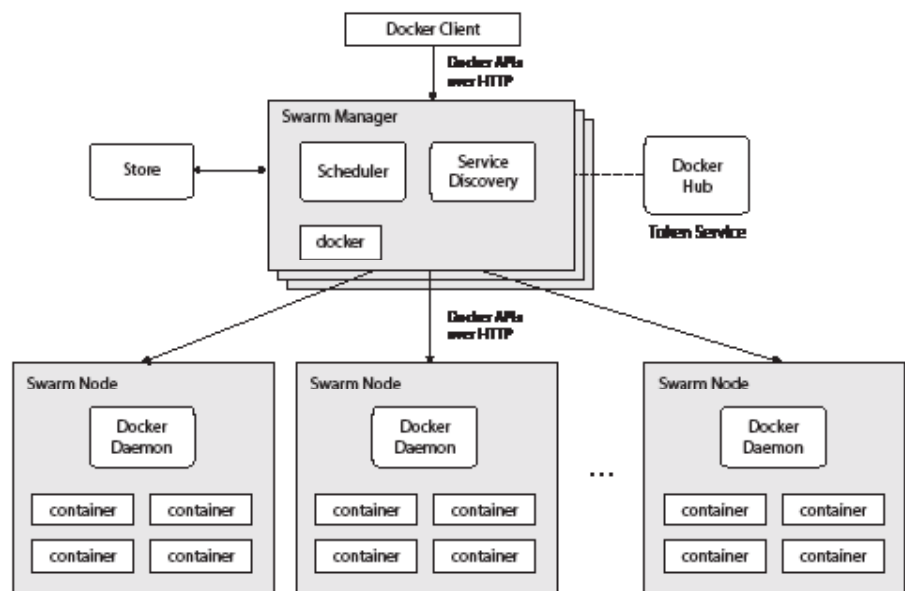 Docker Client
Docker APIs
over HTTP
Swarm Manager
Store
Scheduler
Service
Discovery
Docker
Hub
docker
Token Service
Docker APIs
over HTTP
Swarm Node
Swarm Node
Swarm Node
Docker
Daemon
Docker
Daemon
Docker
Daemon
...
container
container
container
container
container
container
container
container
container
container
container
container